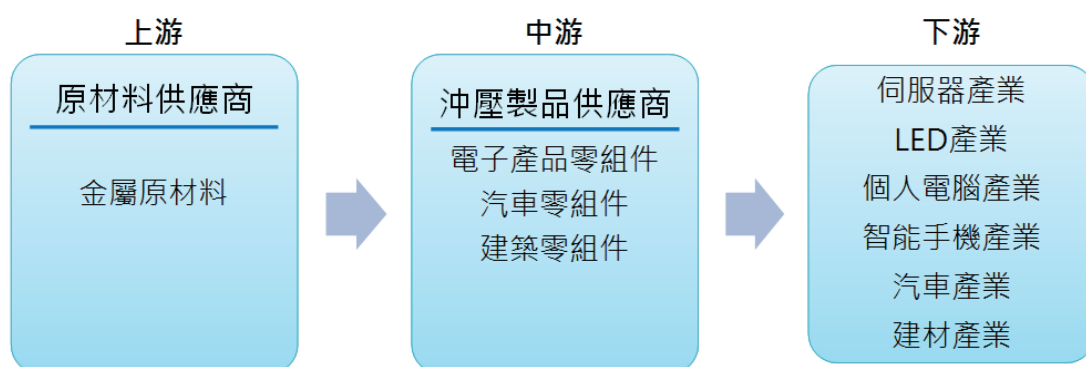 上游
原材料供應商
金屬原材料
中游
沖壓製品供應商
電子產品零組件
汽車零組件
建築零組件
下游
伺服器產業
LED產業
個人電腦產業
智能手機產業
汽車產業
建材產業